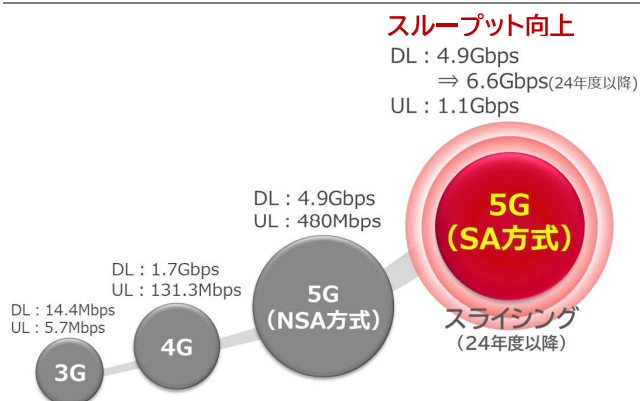 スループット向上
DL：4.9Gbps
⇒ 6.6Gbps(24年度以降)
UL：1.1Gbps
5G
（SA方式）
スライシング
（24年度以降）
DL：4.9Gbps
UL：480Mbps
5G
（NSA方式）
DL：1.7Gbps
UL：131.3Mbps
4G
DL：14.4Mbps
UL：5.7Mbps
3G